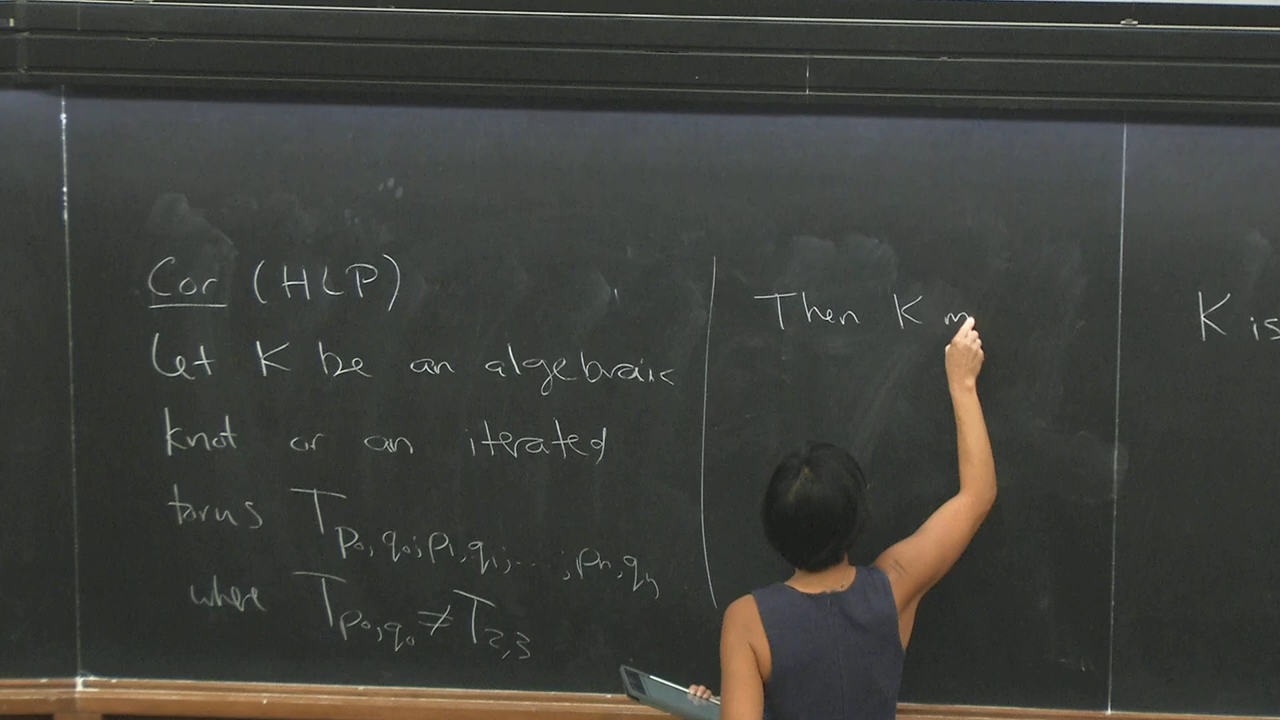 Cor (HLP)
Let K be an algebraic
knot or an iterated
torus T_{p₀,q₀;p₁,q₁;...;pₙ,qₙ}
where T_{p₀,q₀} ≠ T_{2,3}
Then K m
K is